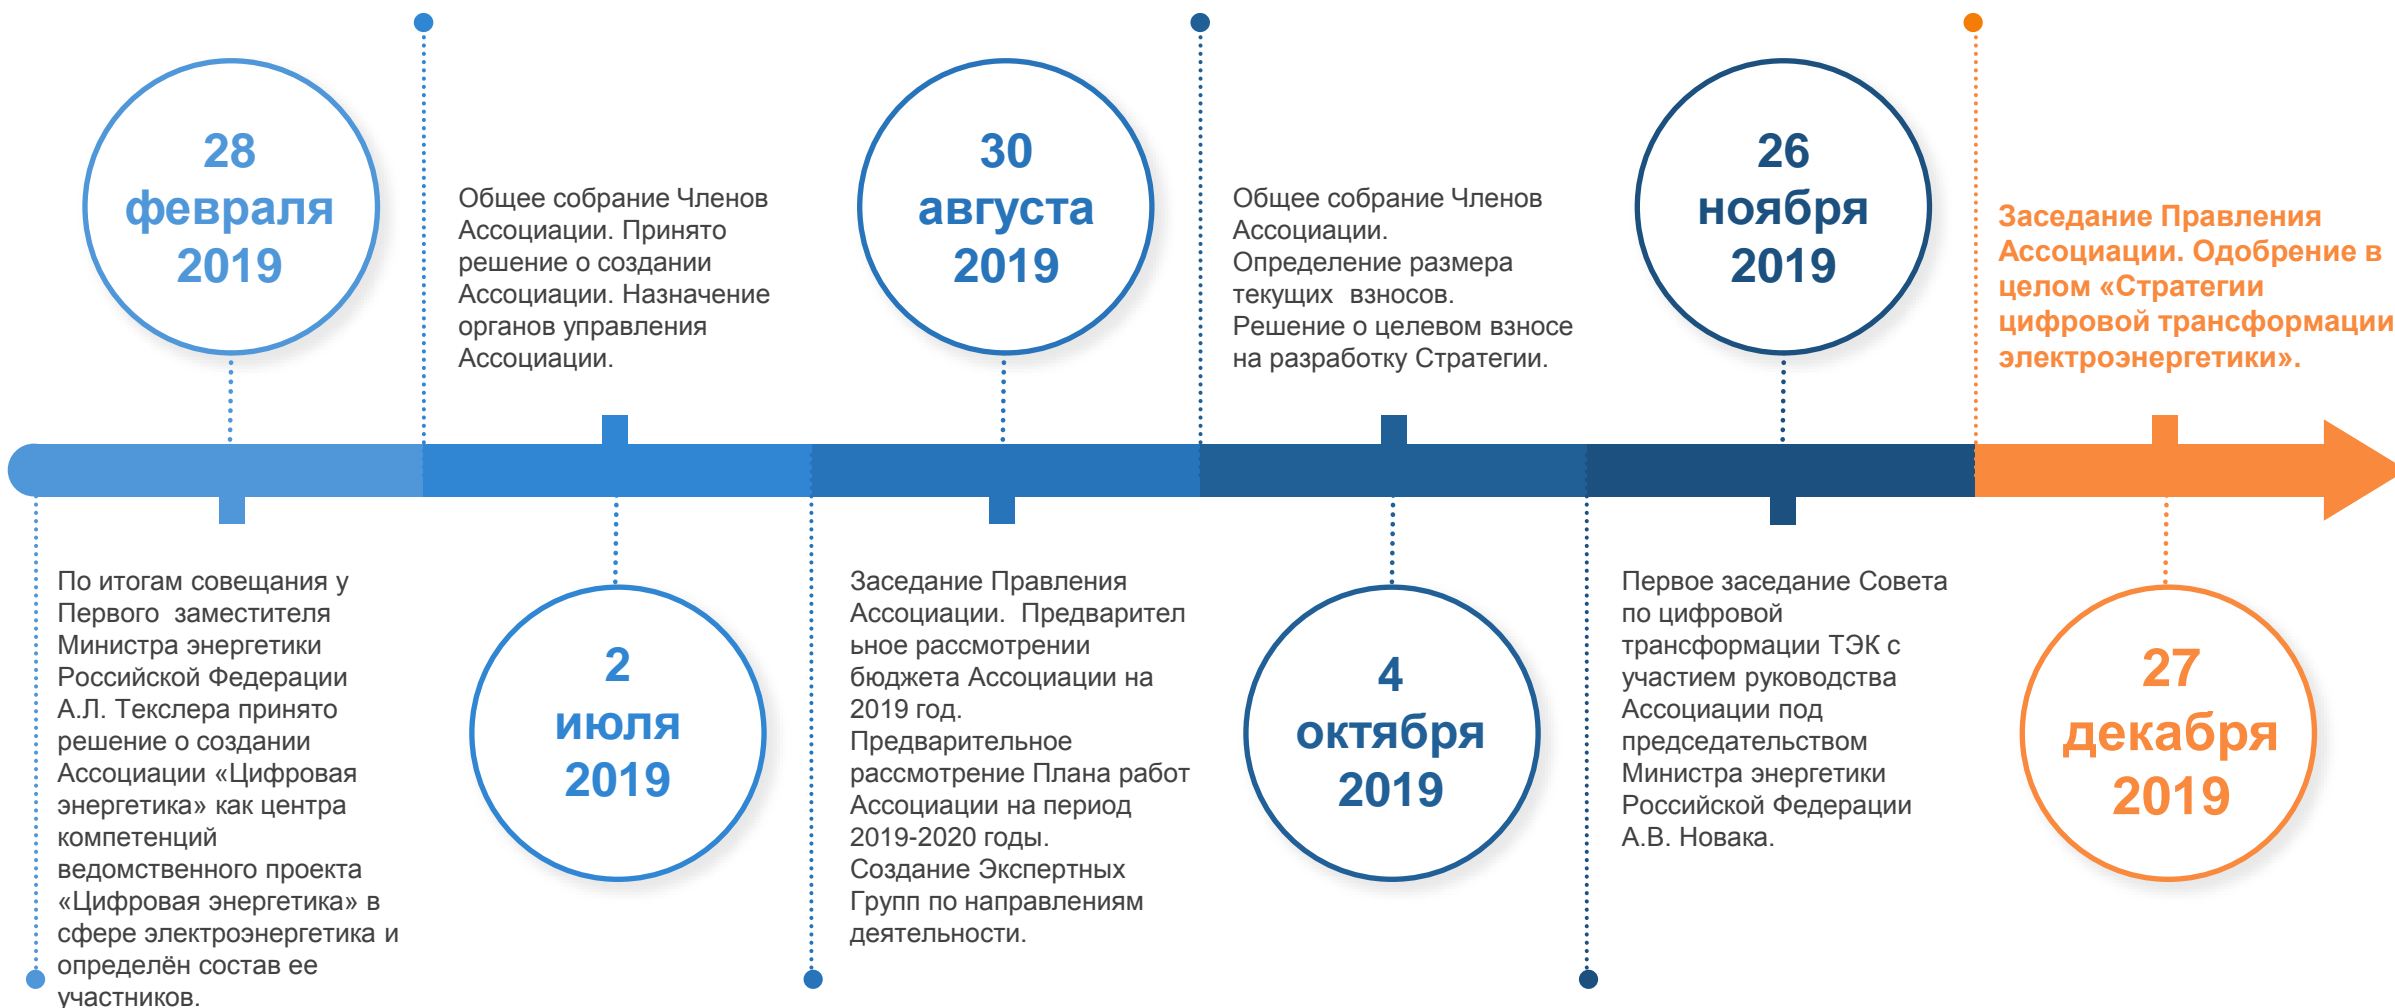 28
февраля
2019
По итогам совещания у
Первого  заместителя
Министра энергетики
Российской Федерации
А.Л. Текслера принято
решение о создании
Ассоциации «Цифровая
энергетика» как центра
компетенций
ведомственного проекта
«Цифровая энергетика» в
сфере электроэнергетика и
определён состав ее
участников.
Общее собрание Членов
Ассоциации. Принято
решение о создании
Ассоциации. Назначение
органов управления
Ассоциации.
2
июля
2019
30
августа
2019
Заседание Правления
Ассоциации.  Предварител
ьное рассмотрении
бюджета Ассоциации на
2019 год.
Предварительное
рассмотрение Плана работ
Ассоциации на период
2019-2020 годы.
Создание Экспертных
Групп по направлениям
деятельности.
Общее собрание Членов
Ассоциации.
Определение размера
текущих  взносов.
Решение о целевом взносе
на разработку Стратегии.
4
октября
2019
26
ноября
2019
Первое заседание Совета
по цифровой
трансформации ТЭК с
участием руководства
Ассоциации под
председательством
Министра энергетики
Российской Федерации
А.В. Новака.
Заседание Правления
Ассоциации. Одобрение в
целом «Стратегии
цифровой трансформации
электроэнергетики».
27
декабря
2019